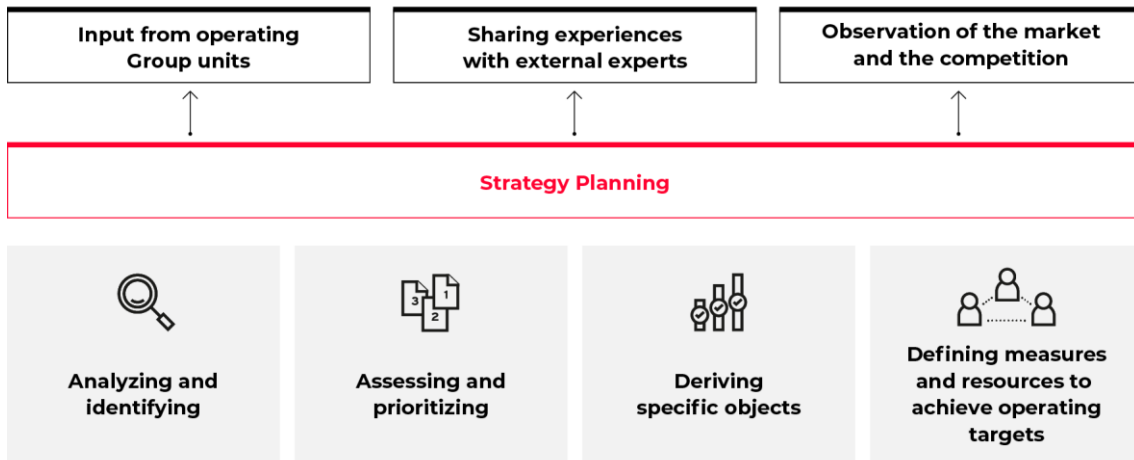 Input from operating
Group units
Sharing experiences
with external experts
Observation of the market
and the competition
Strategy Planning
3
1
2
Analyzing and
identifying
Assessing and
prioritizing
Deriving
specific objects
Defining measures
and resources to
achieve operating
targets